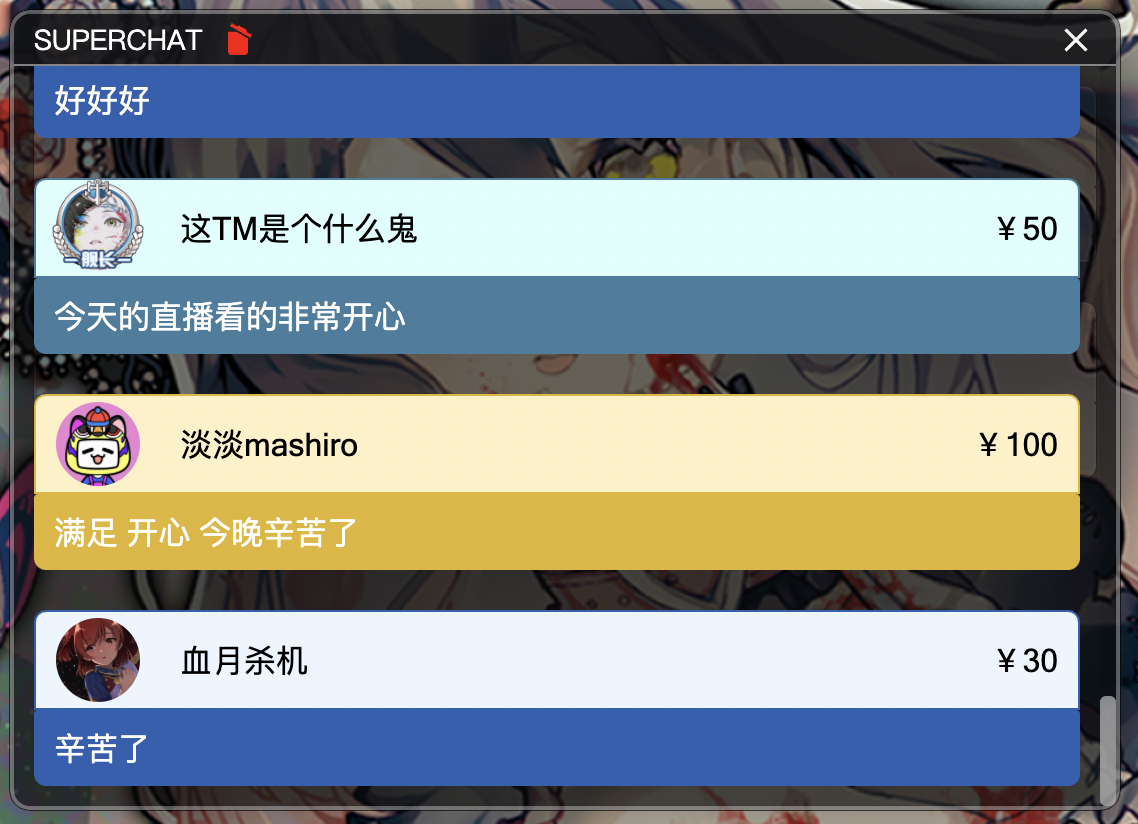 SUPERCHAT
好好好
舰长
这TM是个什么鬼
￥50
今天的直播看的非常开心
淡淡mashiro
￥100
满足 开心 今晚辛苦了
血月杀机
￥30
辛苦了